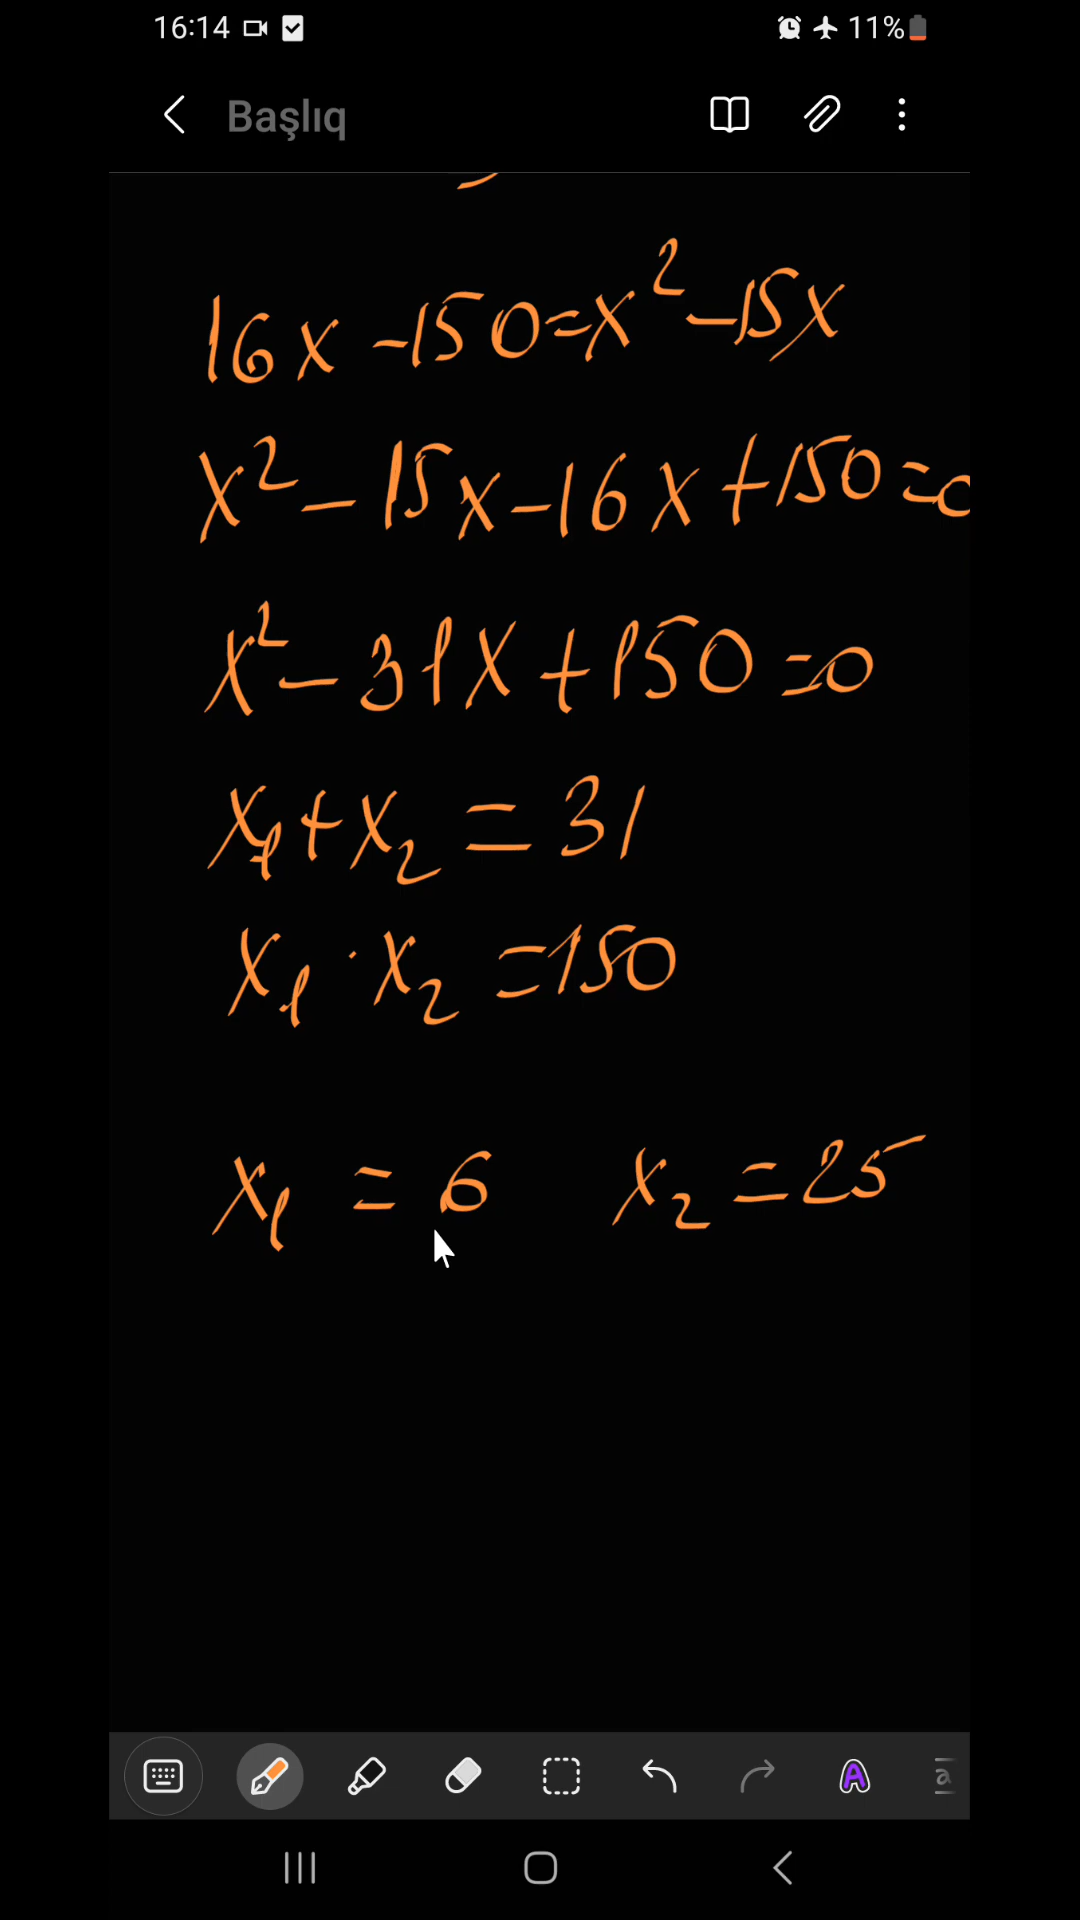 16:14 11%
Başlıq
16x -150=x²-15x
x²-15x-16x+150=0
x²-31x+150=0
x₁+x₂=31
x₁·x₂=150
x₁=6 x₂=25
A a